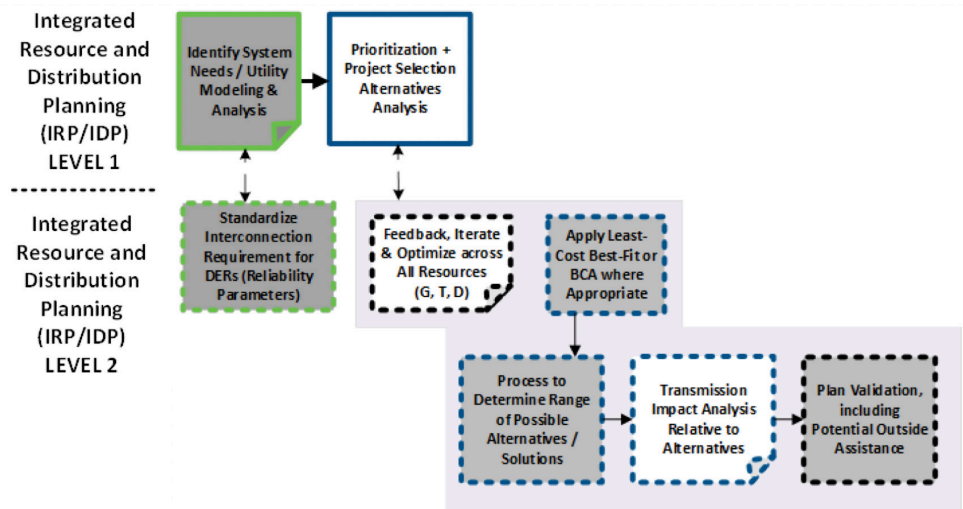 Integrated
Resource and
Distribution
Planning
(IRP/IDP)
LEVEL 1
Identify System
Needs / Utility
Modeling &
Analysis
Prioritization +
Project Selection
Alternatives
Analysis
Integrated
Resource and
Distribution
Planning
(IRP/IDP)
LEVEL 2
Standardize
Interconnection
Requirement for
DERs (Reliability
Parameters)
Feedback, Iterate
& Optimize across
All Resources
(G, T, D)
Apply Least-
Cost Best-Fit or
BCA where
Appropriate
Process to
Determine Range
of Possible
Alternatives /
Solutions
Transmission
Impact Analysis
Relative to
Alternatives
Plan Validation,
including
Potential Outside
Assistance